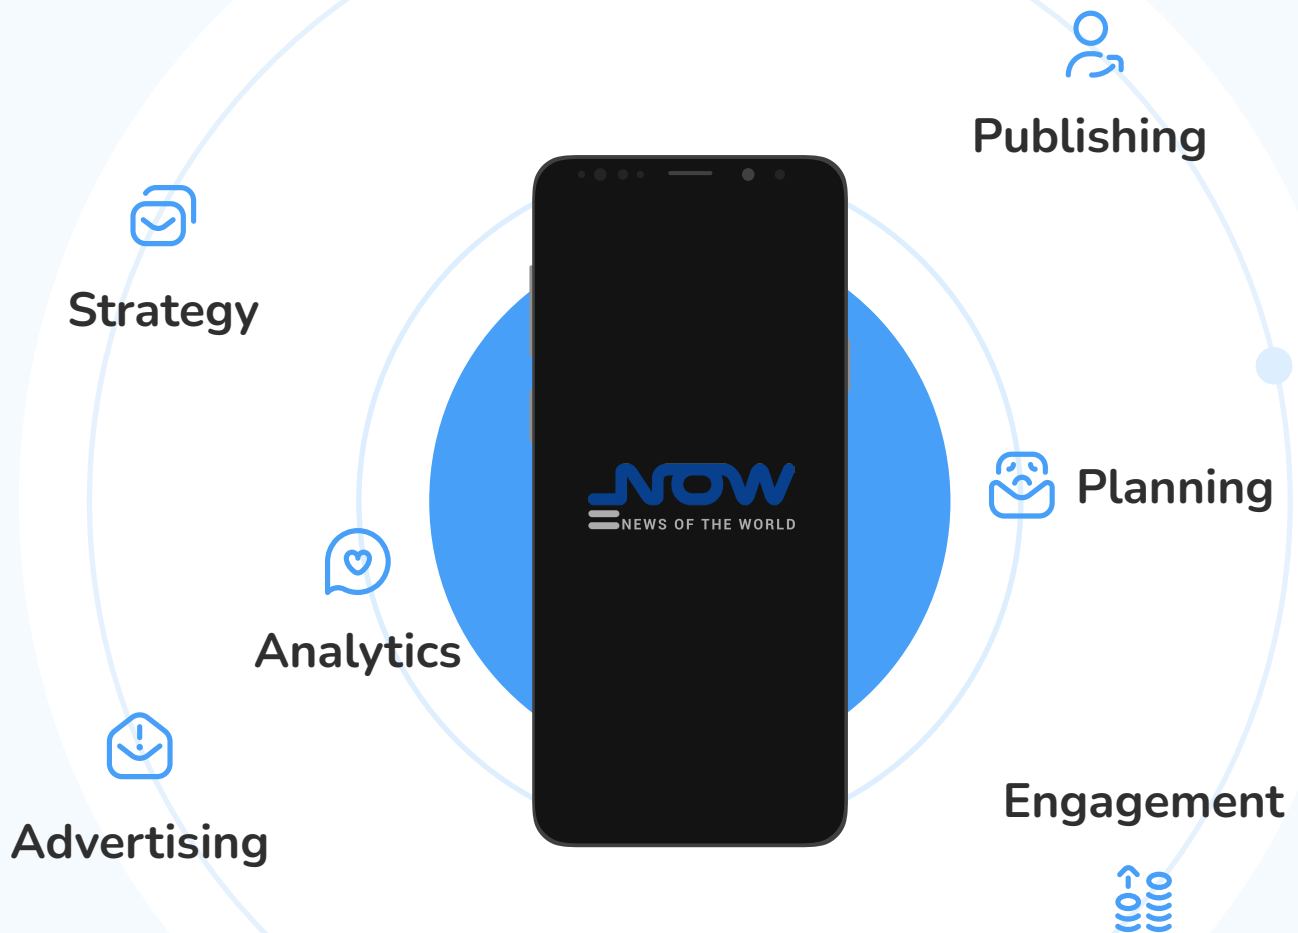 Publishing
Strategy
NOW
NEWS OF THE WORLD
Planning
Analytics
Engagement
Advertising